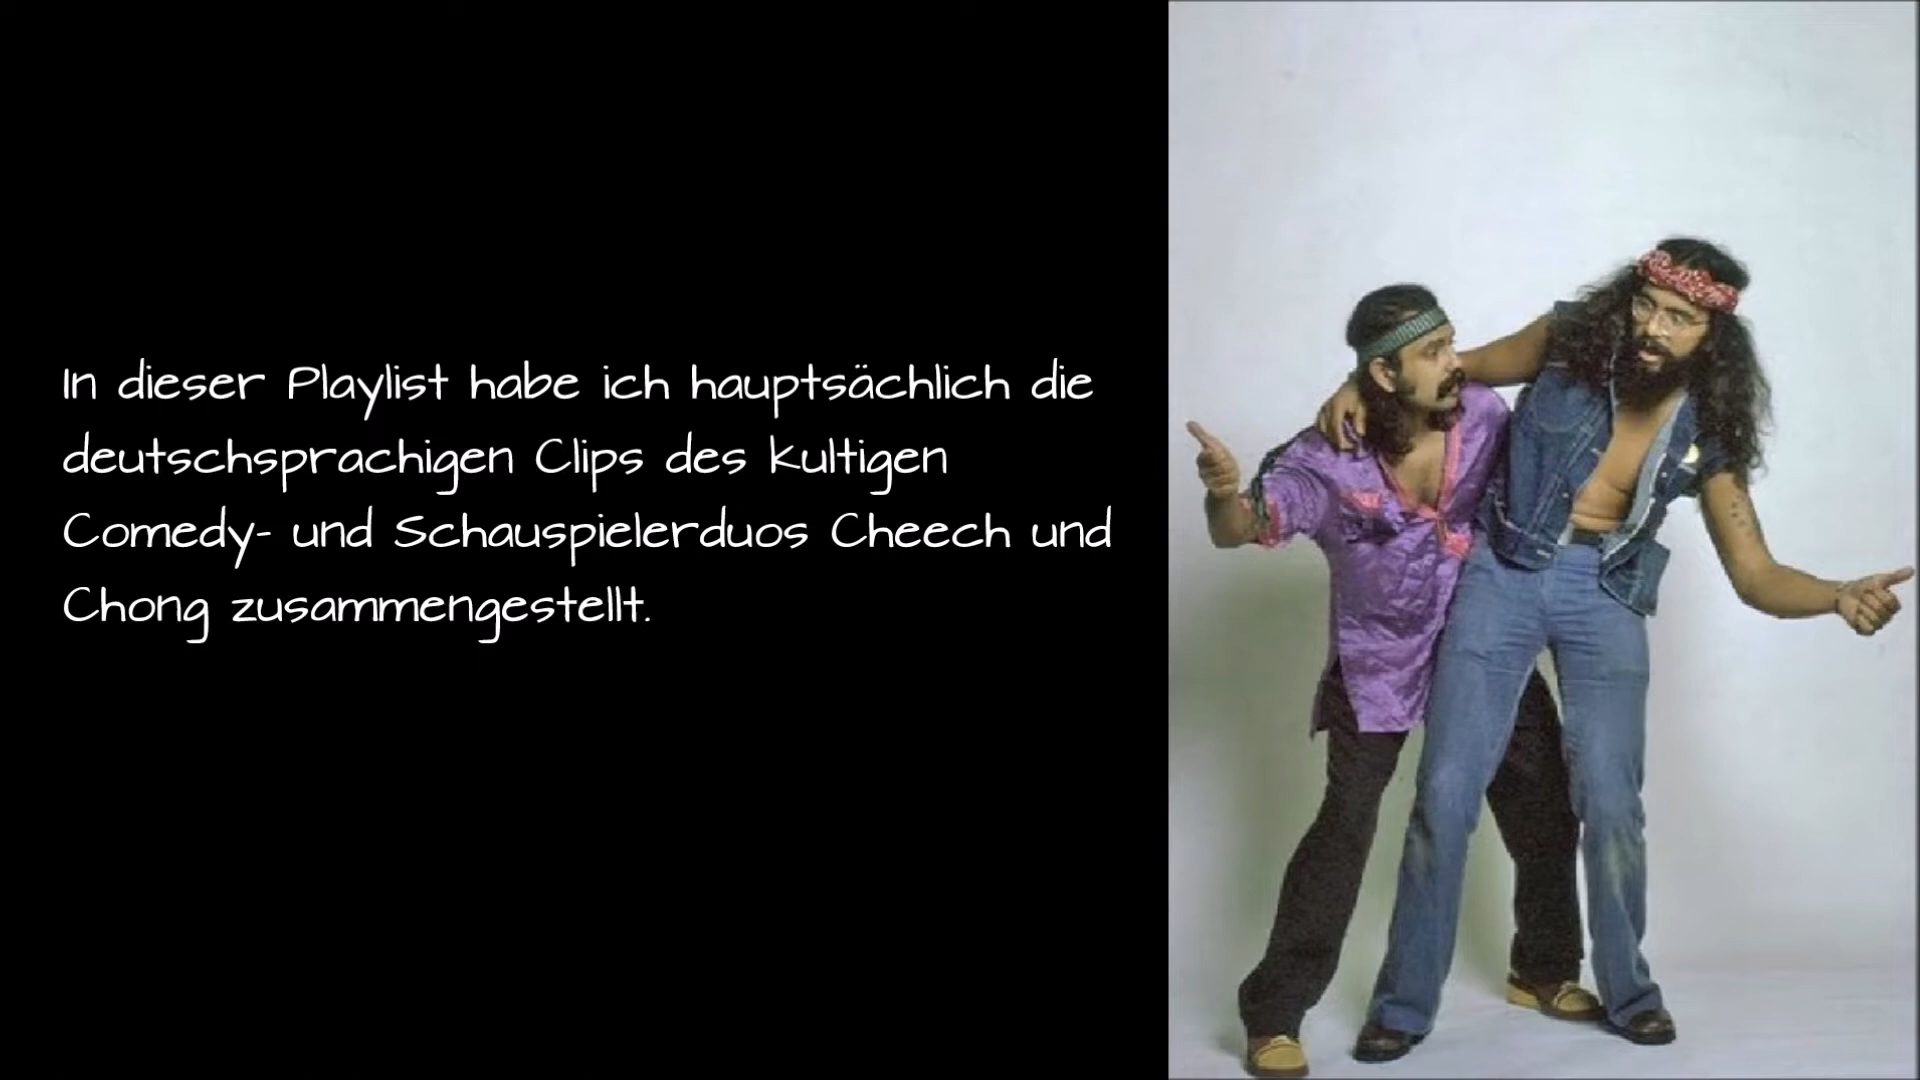 In dieser Playlist habe ich hauptsächlich die
deutschsprachigen Clips des kultigen
Comedy- und Schauspielerduos Cheech und
Chong zusammengestellt.